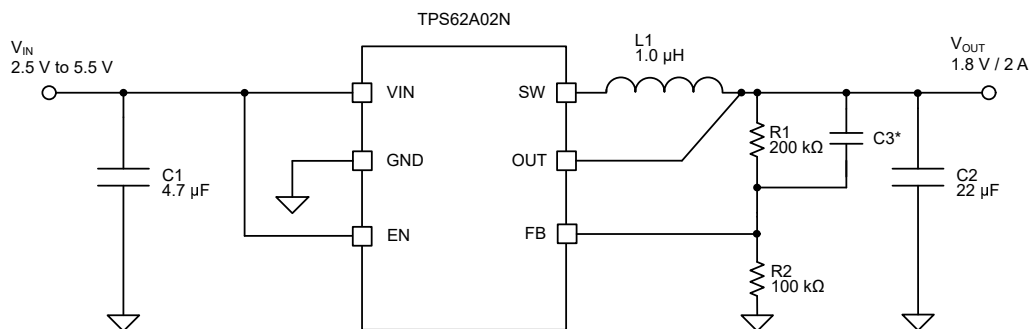 TPS62A02N
VIN
2.5 V to 5.5 V
L1
1.0 µH
VOUT
1.8 V / 2 A
VIN
SW
R1
200 kΩ
C3*
GND
OUT
C1
4.7 µF
C2
22 µF
EN
FB
R2
100 kΩ